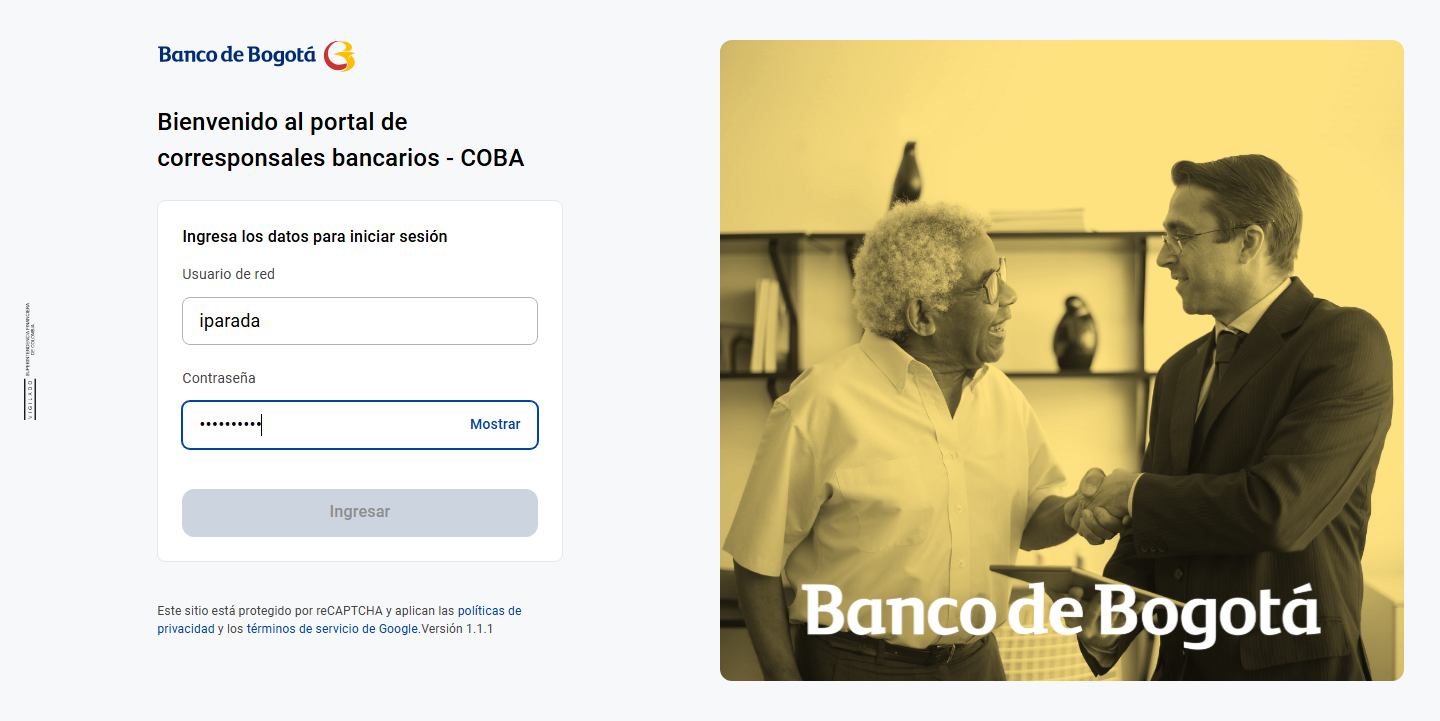 Banco de Bogotá
Bienvenido al portal de
corresponsales bancarios - COBA
Ingresa los datos para iniciar sesión
Usuario de red
iparada
Contraseña
••••••••••
Mostrar
Ingresar
Este sitio está protegido por reCAPTCHA y aplican las políticas de
privacidad y los términos de servicio de Google.Versión 1.1.1
VIGILADO
SUPERINTENDENCIA FINANCIERA
DE COLOMBIA
Banco de Bogotá